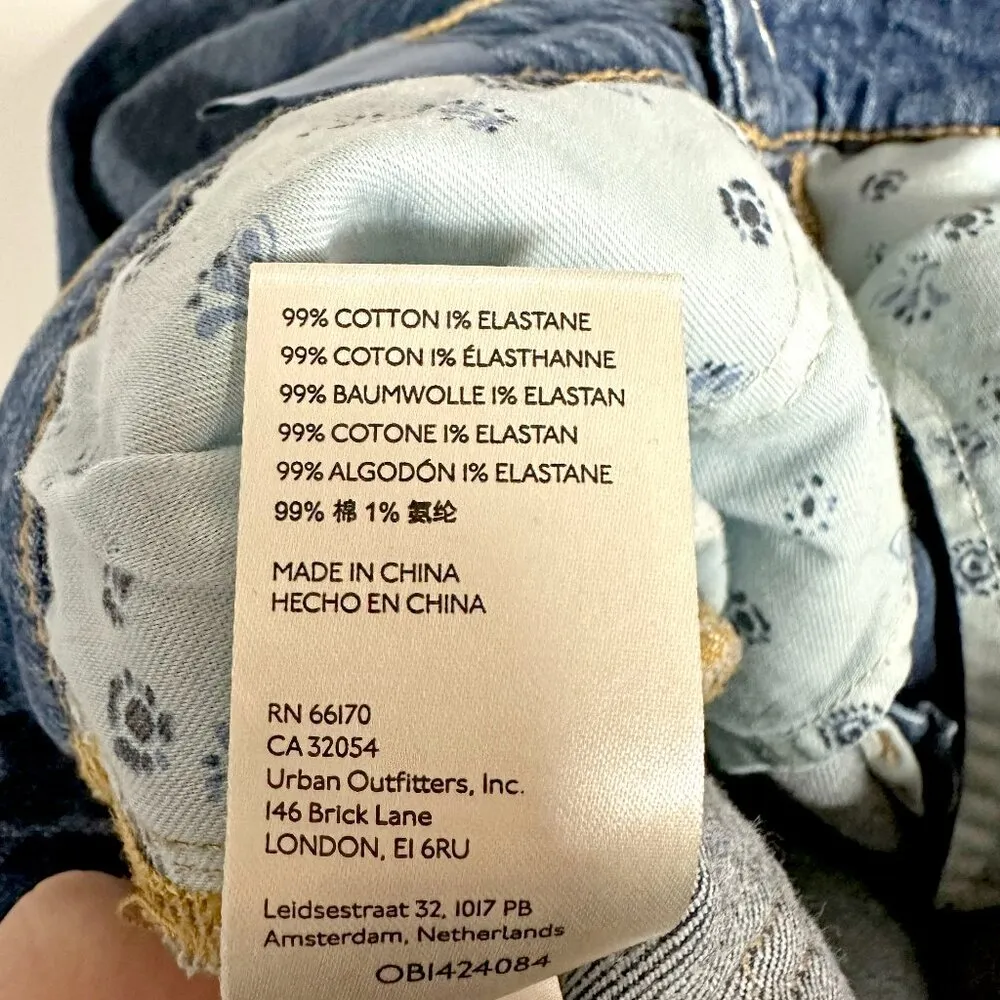 99% COTTON 1% ELASTANE
99% COTON 1% ÉLASTHANNE
99% BAUMWOLLE 1% ELASTAN
99% COTONE 1% ELASTAN
99% ALGODÓN 1% ELASTANE
99% 棉 1% 氨纶
MADE IN CHINA
HECHO EN CHINA
RN 66170
CA 32054
Urban Outfitters, Inc.
146 Brick Lane
LONDON, E1 6RU
Leidsestraat 32, 1017 PB
Amsterdam, Netherlands
OB1424084